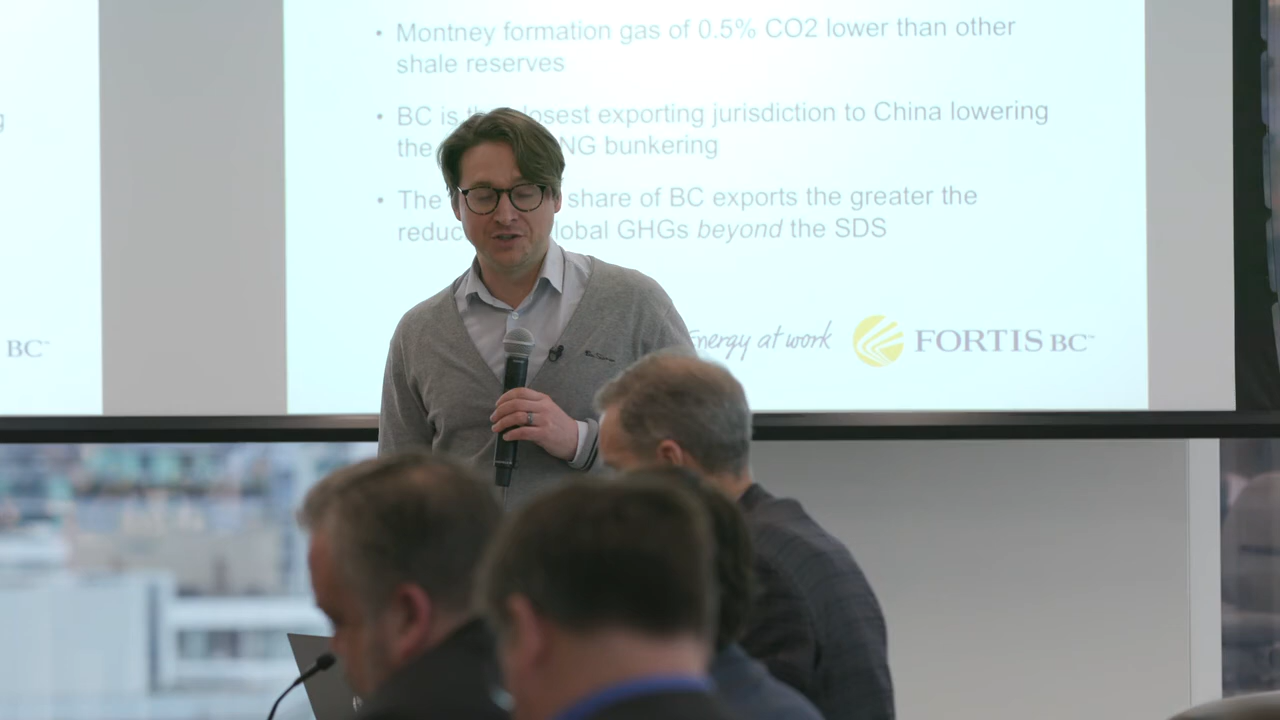 • Montney formation gas of 0.5% CO2 lower than other
shale reserves
• BC is the closest exporting jurisdiction to China lowering
the NG bunkering
• The share of BC exports the greater the
reduc lobal GHGs beyond the SDS
Energy at work FORTIS BC™
g
BC™